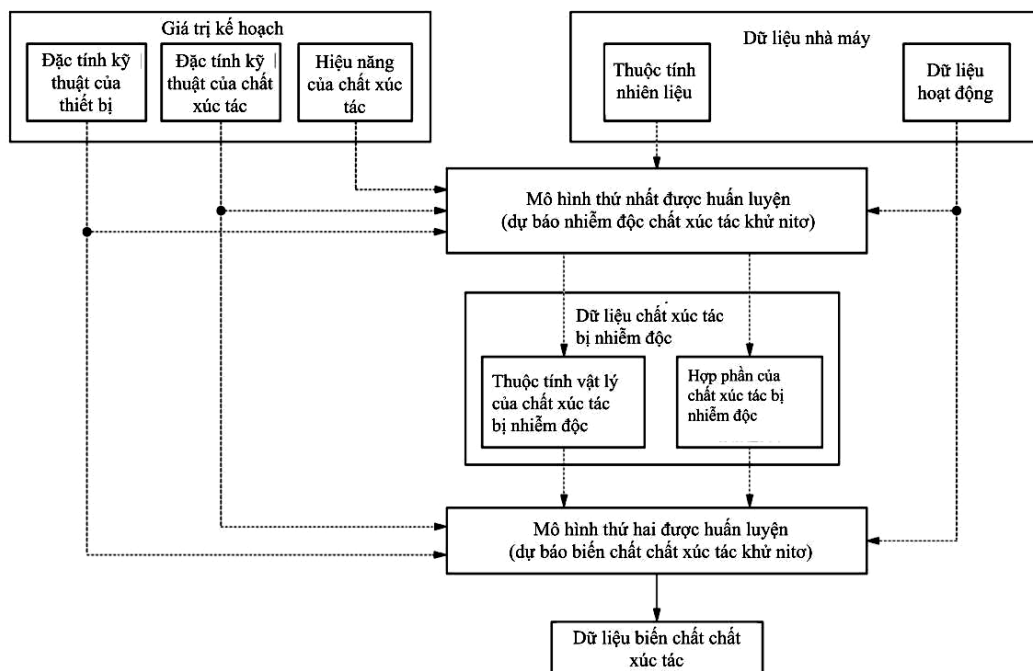 Giá trị kế hoạch
Đặc tính kỹ
thuật của
thiết bị
Đặc tính kỹ
thuật của chất
xúc tác
Hiệu năng
của chất xúc
tác
Dữ liệu nhà máy
Thuộc tính
nhiên liệu
Dữ liệu
hoạt động
Mô hình thứ nhất được huấn luyện
(dự báo nhiễm độc chất xúc tác khử nitơ)
Dữ liệu chất xúc tác
bị nhiễm độc
Thuộc tính vật lý
của chất xúc tác
bị nhiễm độc
Hợp phần của
chất xúc tác bị
nhiễm độc
Mô hình thứ hai được huấn luyện
(dự báo biến chất chất xúc tác khử nitơ)
Dữ liệu biến chất chất
xúc tác